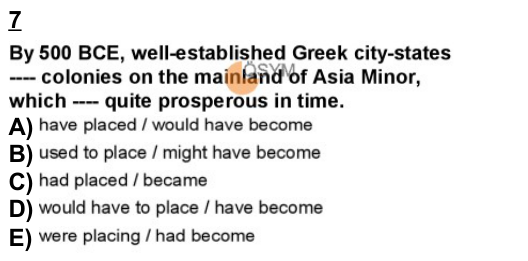 7
By 500 BCE, well-established Greek city-states
---- colonies on the mainland of Asia Minor,
which ---- quite prosperous in time.
A) have placed / would have become
B) used to place / might have become
C) had placed / became
D) would have to place / have become
E) were placing / had become
ÖSYM